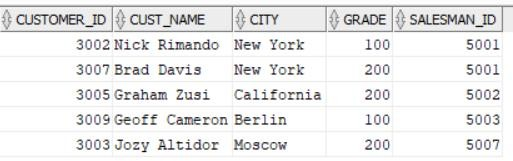 CUSTOMER_ID CUST_NAME CITY GRADE SALESMAN_ID
3002 Nick Rimando New York 100 5001
3007 Brad Davis New York 200 5001
3005 Graham Zusi California 200 5002
3009 Geoff Cameron Berlin 100 5003
3003 Jozy Altidor Moscow 200 5007